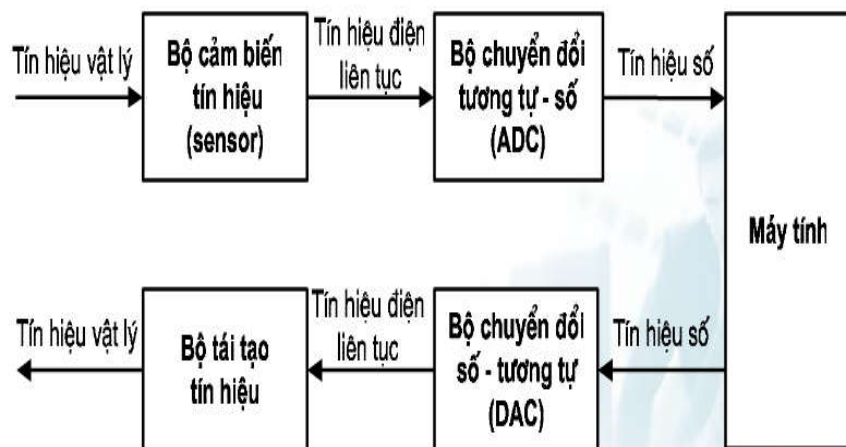 Tín hiệu vật lý
Bộ cảm biến
tín hiệu
(sensor)
Tín hiệu điện
liên tục
Bộ chuyển đổi
tương tự - số
(ADC)
Tín hiệu số
Máy tính
Tín hiệu vật lý
Bộ tái tạo
tín hiệu
Tín hiệu điện
liên tục
Bộ chuyển đổi
số - tương tự
(DAC)
Tín hiệu số